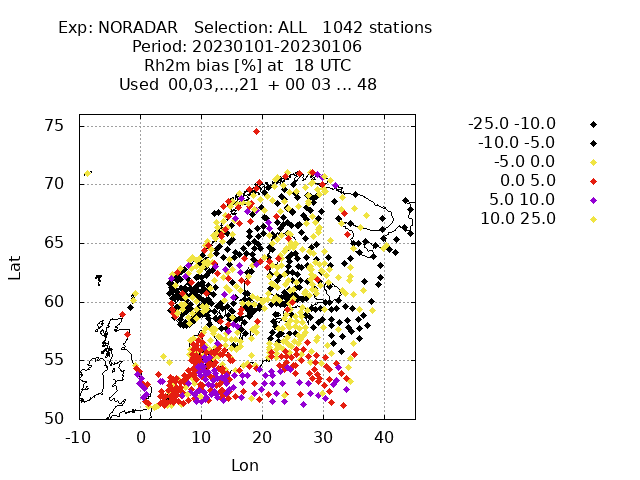 Exp: NORADAR   Selection: ALL   1042 stations
Period: 20230101-20230106
Rh2m bias [%] at  18 UTC
Used  00,03,...,21  + 00 03 ... 48
-25.0 -10.0
-10.0 -5.0
-5.0 0.0
0.0 5.0
5.0 10.0
10.0 25.0
75
70
65
60
55
50
Lat
-10 0 10 20 30 40
Lon